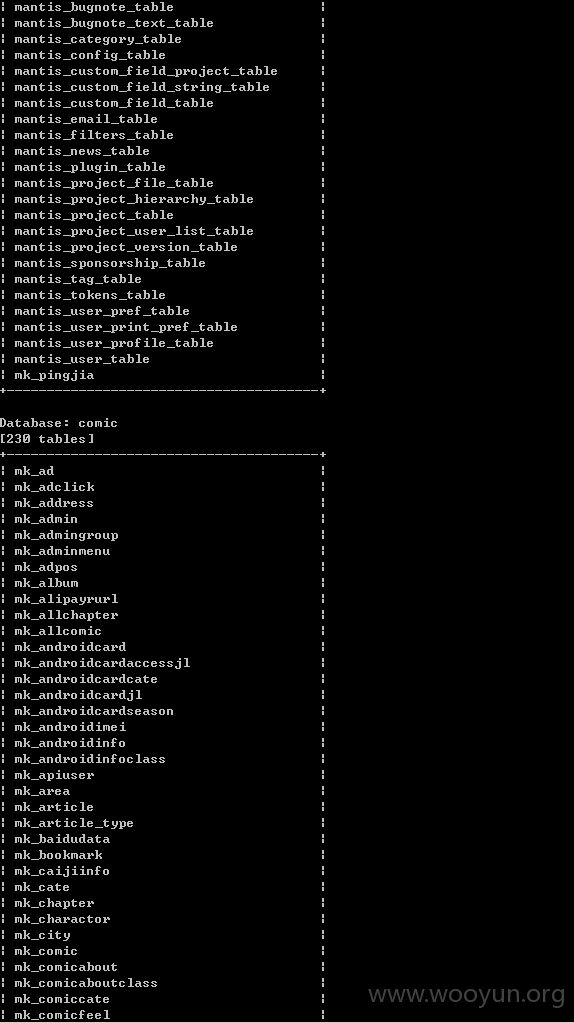 ¦ mantis_bugnote_table ¦
¦ mantis_bugnote_text_table ¦
¦ mantis_category_table ¦
¦ mantis_config_table ¦
¦ mantis_custom_field_project_table ¦
¦ mantis_custom_field_string_table ¦
¦ mantis_custom_field_table ¦
¦ mantis_email_table ¦
¦ mantis_filters_table ¦
¦ mantis_news_table ¦
¦ mantis_plugin_table ¦
¦ mantis_project_file_table ¦
¦ mantis_project_hierarchy_table ¦
¦ mantis_project_table ¦
¦ mantis_project_user_list_table ¦
¦ mantis_project_version_table ¦
¦ mantis_sponsorship_table ¦
¦ mantis_tag_table ¦
¦ mantis_tokens_table ¦
¦ mantis_user_pref_table ¦
¦ mantis_user_print_pref_table ¦
¦ mantis_user_profile_table ¦
¦ mantis_user_table ¦
¦ mk_pingjia ¦
+---------------------------------------+
Database: comic
[230 tables]
+---------------------------------------+
¦ mk_ad ¦
¦ mk_adclick ¦
¦ mk_address ¦
¦ mk_admin ¦
¦ mk_admingroup ¦
¦ mk_adminmenu ¦
¦ mk_adpos ¦
¦ mk_album ¦
¦ mk_alipayrurl ¦
¦ mk_allchapter ¦
¦ mk_allcomic ¦
¦ mk_androidcard ¦
¦ mk_androidcardaccessjl ¦
¦ mk_androidcardcate ¦
¦ mk_androidcardjl ¦
¦ mk_androidcardseason ¦
¦ mk_androidimei ¦
¦ mk_androidinfo ¦
¦ mk_androidinfoclass ¦
¦ mk_apiuser ¦
¦ mk_area ¦
¦ mk_article ¦
¦ mk_article_type ¦
¦ mk_baidudata ¦
¦ mk_bookmark ¦
¦ mk_caijiinfo ¦
¦ mk_cate ¦
¦ mk_chapter ¦
¦ mk_charactor ¦
¦ mk_city ¦
¦ mk_comic ¦
¦ mk_comicabout ¦
¦ mk_comicaboutclass ¦
¦ mk_comiccate ¦
¦ mk_comicfeel ¦
www.wooyun.org